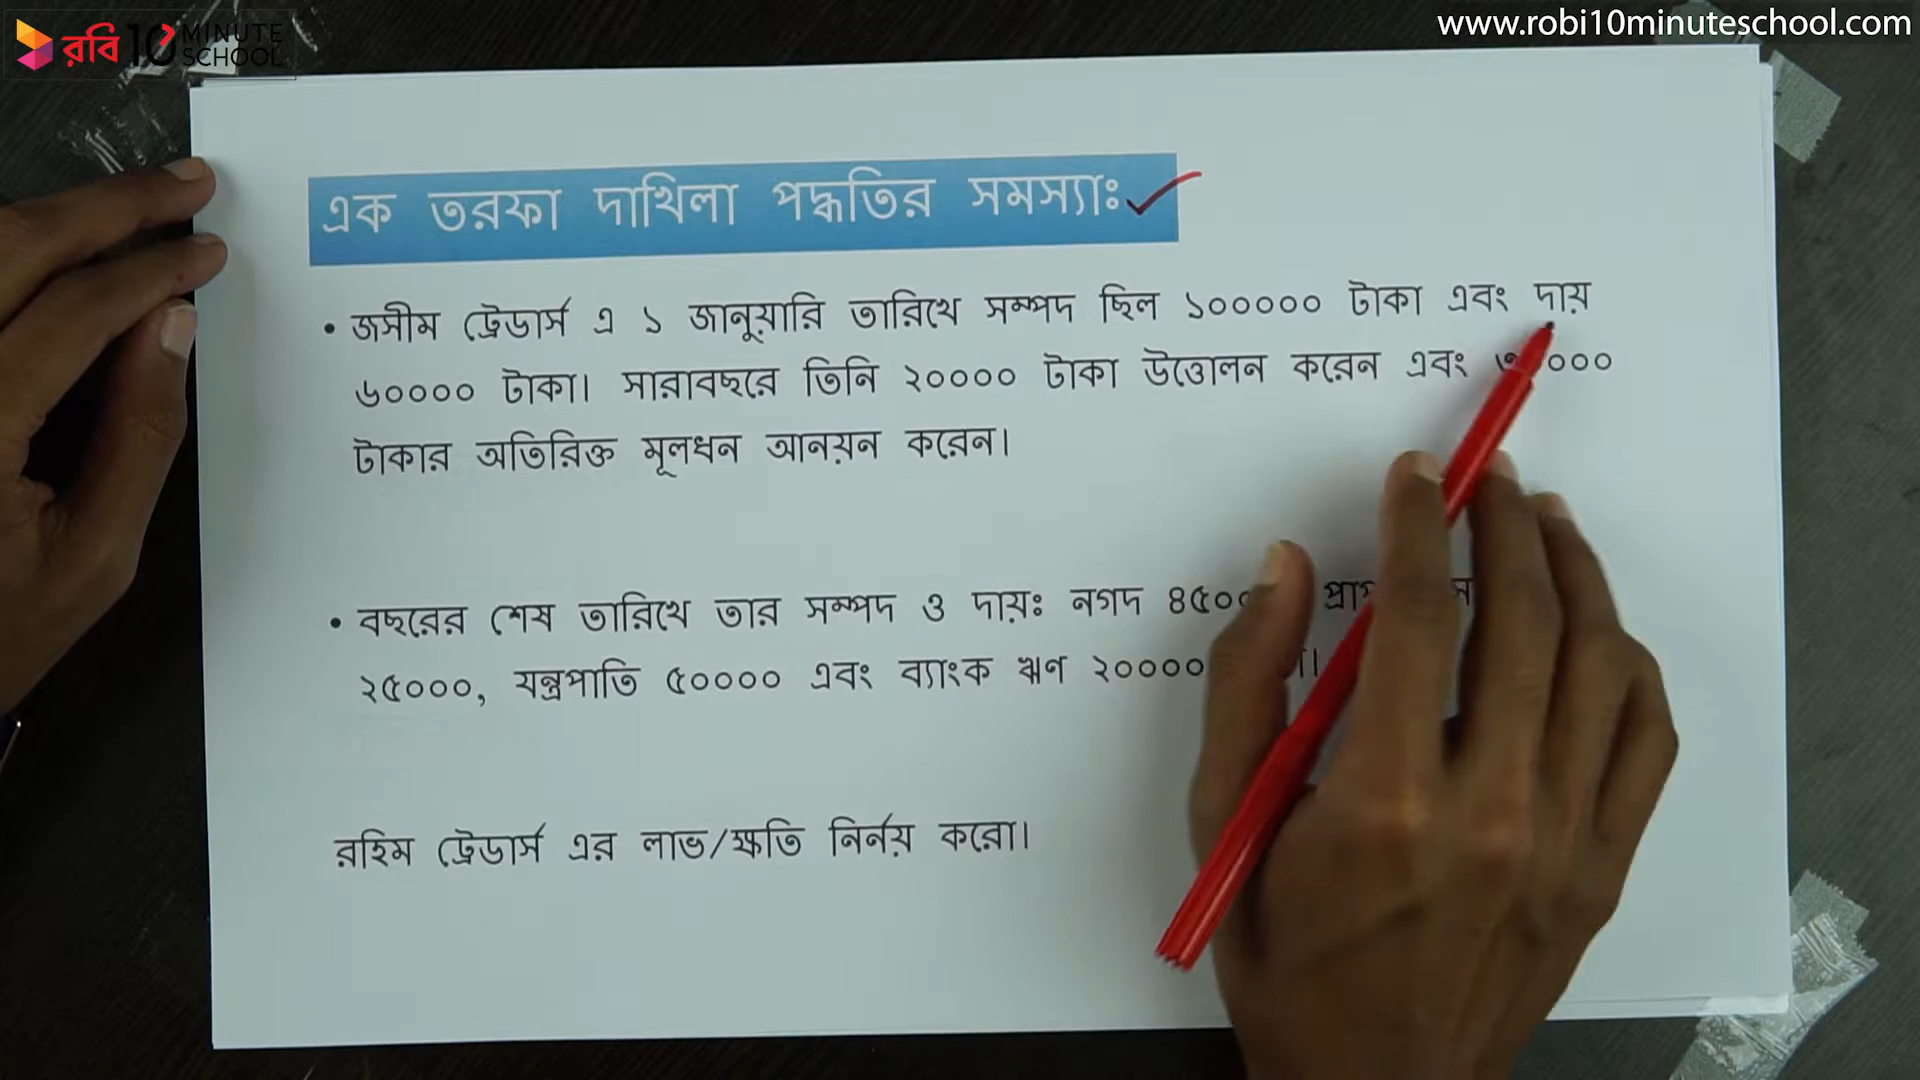 রবি 10 MINUTE SCHOOL
www.robi10minuteschool.com
এক তরফা দাখিলা পদ্ধতির সমস্যাঃ
• জসীম ট্রেডার্স এ ১ জানুয়ারি তারিখে সম্পদ ছিল ১০০০০০ টাকা এবং দায়
৬০০০০ টাকা। সারাবছরে তিনি ২০০০০ টাকা উত্তোলন করেন এবং
টাকার অতিরিক্ত মূলধন আনয়ন করেন।
• বছরের শেষ তারিখে তার সম্পদ ও দায়ঃ নগদ
২৫০০০, যন্ত্রপাতি ৫০০০০ এবং ব্যাংক ঋণ ২০০০০
রহিম ট্রেডার্স এর লাভ/ক্ষতি নির্নয় করো।